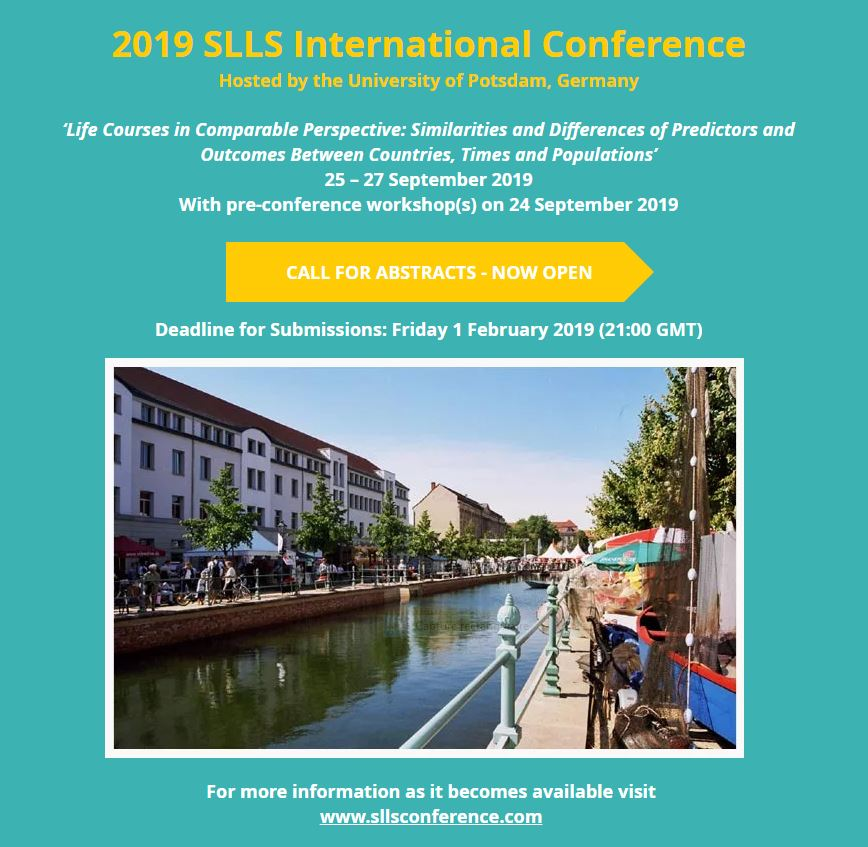 2019 SLLS International Conference
Hosted by the University of Potsdam, Germany
‘Life Courses in Comparable Perspective: Similarities and Differences of Predictors and
Outcomes Between Countries, Times and Populations’
25 – 27 September 2019
With pre-conference workshop(s) on 24 September 2019
CALL FOR ABSTRACTS - NOW OPEN
Deadline for Submissions: Friday 1 February 2019 (21:00 GMT)
For more information as it becomes available visit
www.sllsconference.com